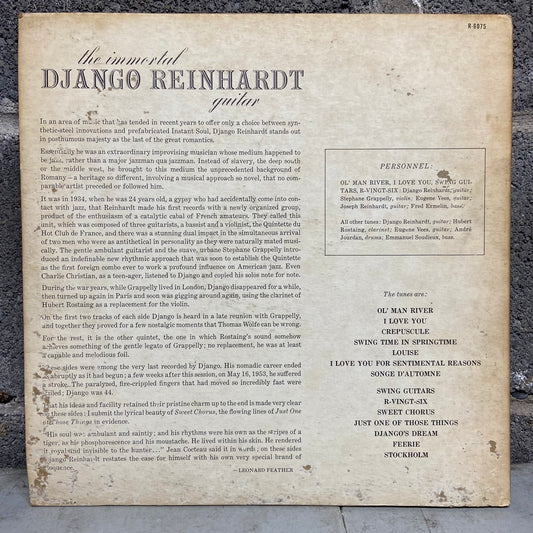 R-6075
the immortal
DJANGO REINHARDT
guitar
In an area of music that has tended in recent years to offer only a choice between syn-
thetic-steel innovations and prefabricated Instant Soul, Django Reinhardt stands out
in posthumous majesty as the last of the great romantics.
Essentially he was an extraordinary improvising musician whose medium happened to
be jazz, rather than a major jazzman qua jazzman. Instead of slavery, the deep south
or the middle west, he brought to this medium the unprecedented background of
Romany – a heritage so different, involving a musical approach so novel, that no com-
parable artist preceded or followed him.
It was in 1934, when he was 24 years old, a gypsy who had accidentally come into con-
tact with jazz, that Reinhardt made his first records with a newly organized group,
product of the enthusiasm of a catalytic cabal of French amateurs. They called this
unit, which was composed of three guitarists, a bassist and a violinist, the Quintette du
Hot Club de France, and there was a stunning dual impact in the simultaneous arrival
of two men who were as antithetical in personality as they were naturally mated musi-
cally. The gentle ambulant guitarist and the suave, urbane Stephane Grappelly intro-
duced an indefinable new rhythmic approach that was soon to establish the Quintette
as the first foreign combo ever to work a profound influence on American jazz. Even
Charlie Christian, as a teen-ager, listened to Django and copied his solos note for note.
During the war years, while Grappelly lived in London, Django disappeared for a while,
then turned up again in Paris and soon was gigging around again, using the clarinet of
Hubert Rostaing as a replacement for the violin.
On the first two tracks of each side Django is heard in a late reunion with Grappelly,
and together they proved for a few nostalgic moments that Thomas Wolfe can be wrong.
For the rest, it is the other quintet, the one in which Rostaing's sound somehow
achieves something of the gentle legato of Grappelly; no replacement, he was at least
a capable and melodious foil.
These sides were among the very last recorded by Django. His nomadic career ended
as abruptly as it had begun; a few weeks after this session, on May 16, 1953, he suffered
a stroke. The paralyzed, fire-crippled fingers that had moved so incredibly fast were
stilled; Django was 44.
That his ideas and facility retained their pristine charm up to the end is made very clear
in these sides: I submit the lyrical beauty of Sweet Chorus, the flowing lines of Just One
of Those Things in evidence.
"His soul was ambulant and saintly; and his rhythms were his own as the stripes of a
tiger, as his phosphorescence and his moustache. He lived within his skin. He rendered
it royal and invisible to the hunter..." Jean Cocteau said it in words; on these sides
Django Reinhardt restates the case for himself with his own very special brand of
eloquence.
–LEONARD FEATHER
PERSONNEL:
OL' MAN RIVER, I LOVE YOU, SWING GUI-
TARS, R-VINGT-SIX: Django Reinhardt, guitar;
Stephane Grappelly, violin; Eugene Vees, guitar;
Joseph Reinhardt, guitar; Fred Ermelin, bass
All other tunes: Django Reinhardt, guitar; Hubert
Rostaing, clarinet; Eugene Vees, guitar; André
Jourdan, drums; Emmanuel Soudieux, bass.
The tunes are:
OL' MAN RIVER
I LOVE YOU
CREPUSCULE
SWING TIME IN SPRINGTIME
LOUISE
I LOVE YOU FOR SENTIMENTAL REASONS
SONGE D'AUTOMNE
SWING GUITARS
R-VINGT-SIX
SWEET CHORUS
JUST ONE OF THOSE THINGS
DJANGO'S DREAM
FEERIE
STOCKHOLM